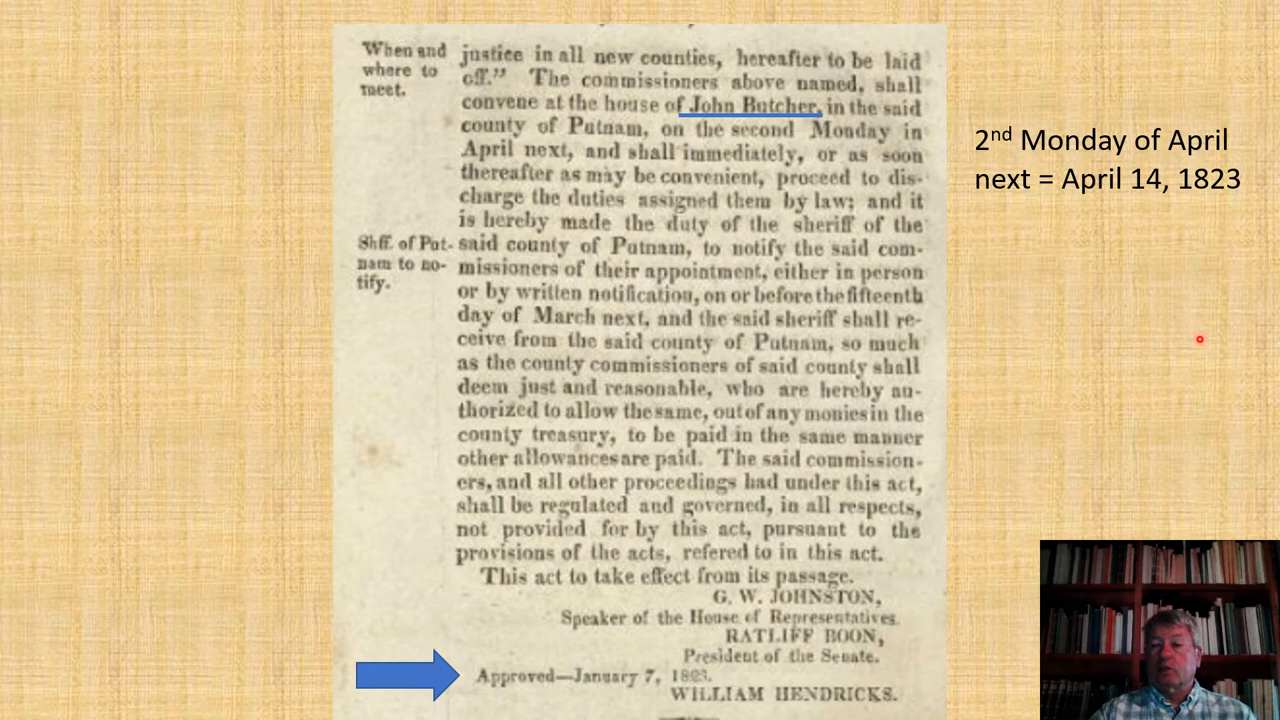 When and
where to
meet.
justice in all new counties, hereafter to be laid
off." The commissioners above named, shall
convene at the house of John Butcher, in the said
county of Putnam, on the second Monday in
April next, and shall immediately, or as soon
thereafter as may be convenient, proceed to dis-
charge the duties assigned them by law; and it
is hereby made the duty of the sheriff of the
Shff. of Put-
nam to no-
tify.
said county of Putnam, to notify the said com-
missioners of their appointment, either in person
or by written notification, on or before the fifteenth
day of March next, and the said sheriff shall re-
ceive from the said county of Putnam, so much
as the county commissioners of said county shall
deem just and reasonable, who are hereby au-
thorized to allow the same, out of any monies in the
county treasury, to be paid in the same manner
other allowances are paid. The said commission-
ers, and all other proceedings had under this act,
shall be regulated and governed, in all respects,
not provided for by this act, pursuant to the
provisions of the acts, refered to in this act.
This act to take effect from its passage.
G. W. JOHNSTON,
Speaker of the House of Representatives.
RATLIFF BOON,
President of the Senate.
Approved—January 7, 1823.
WILLIAM HENDRICKS.
2nd Monday of April
next = April 14, 1823